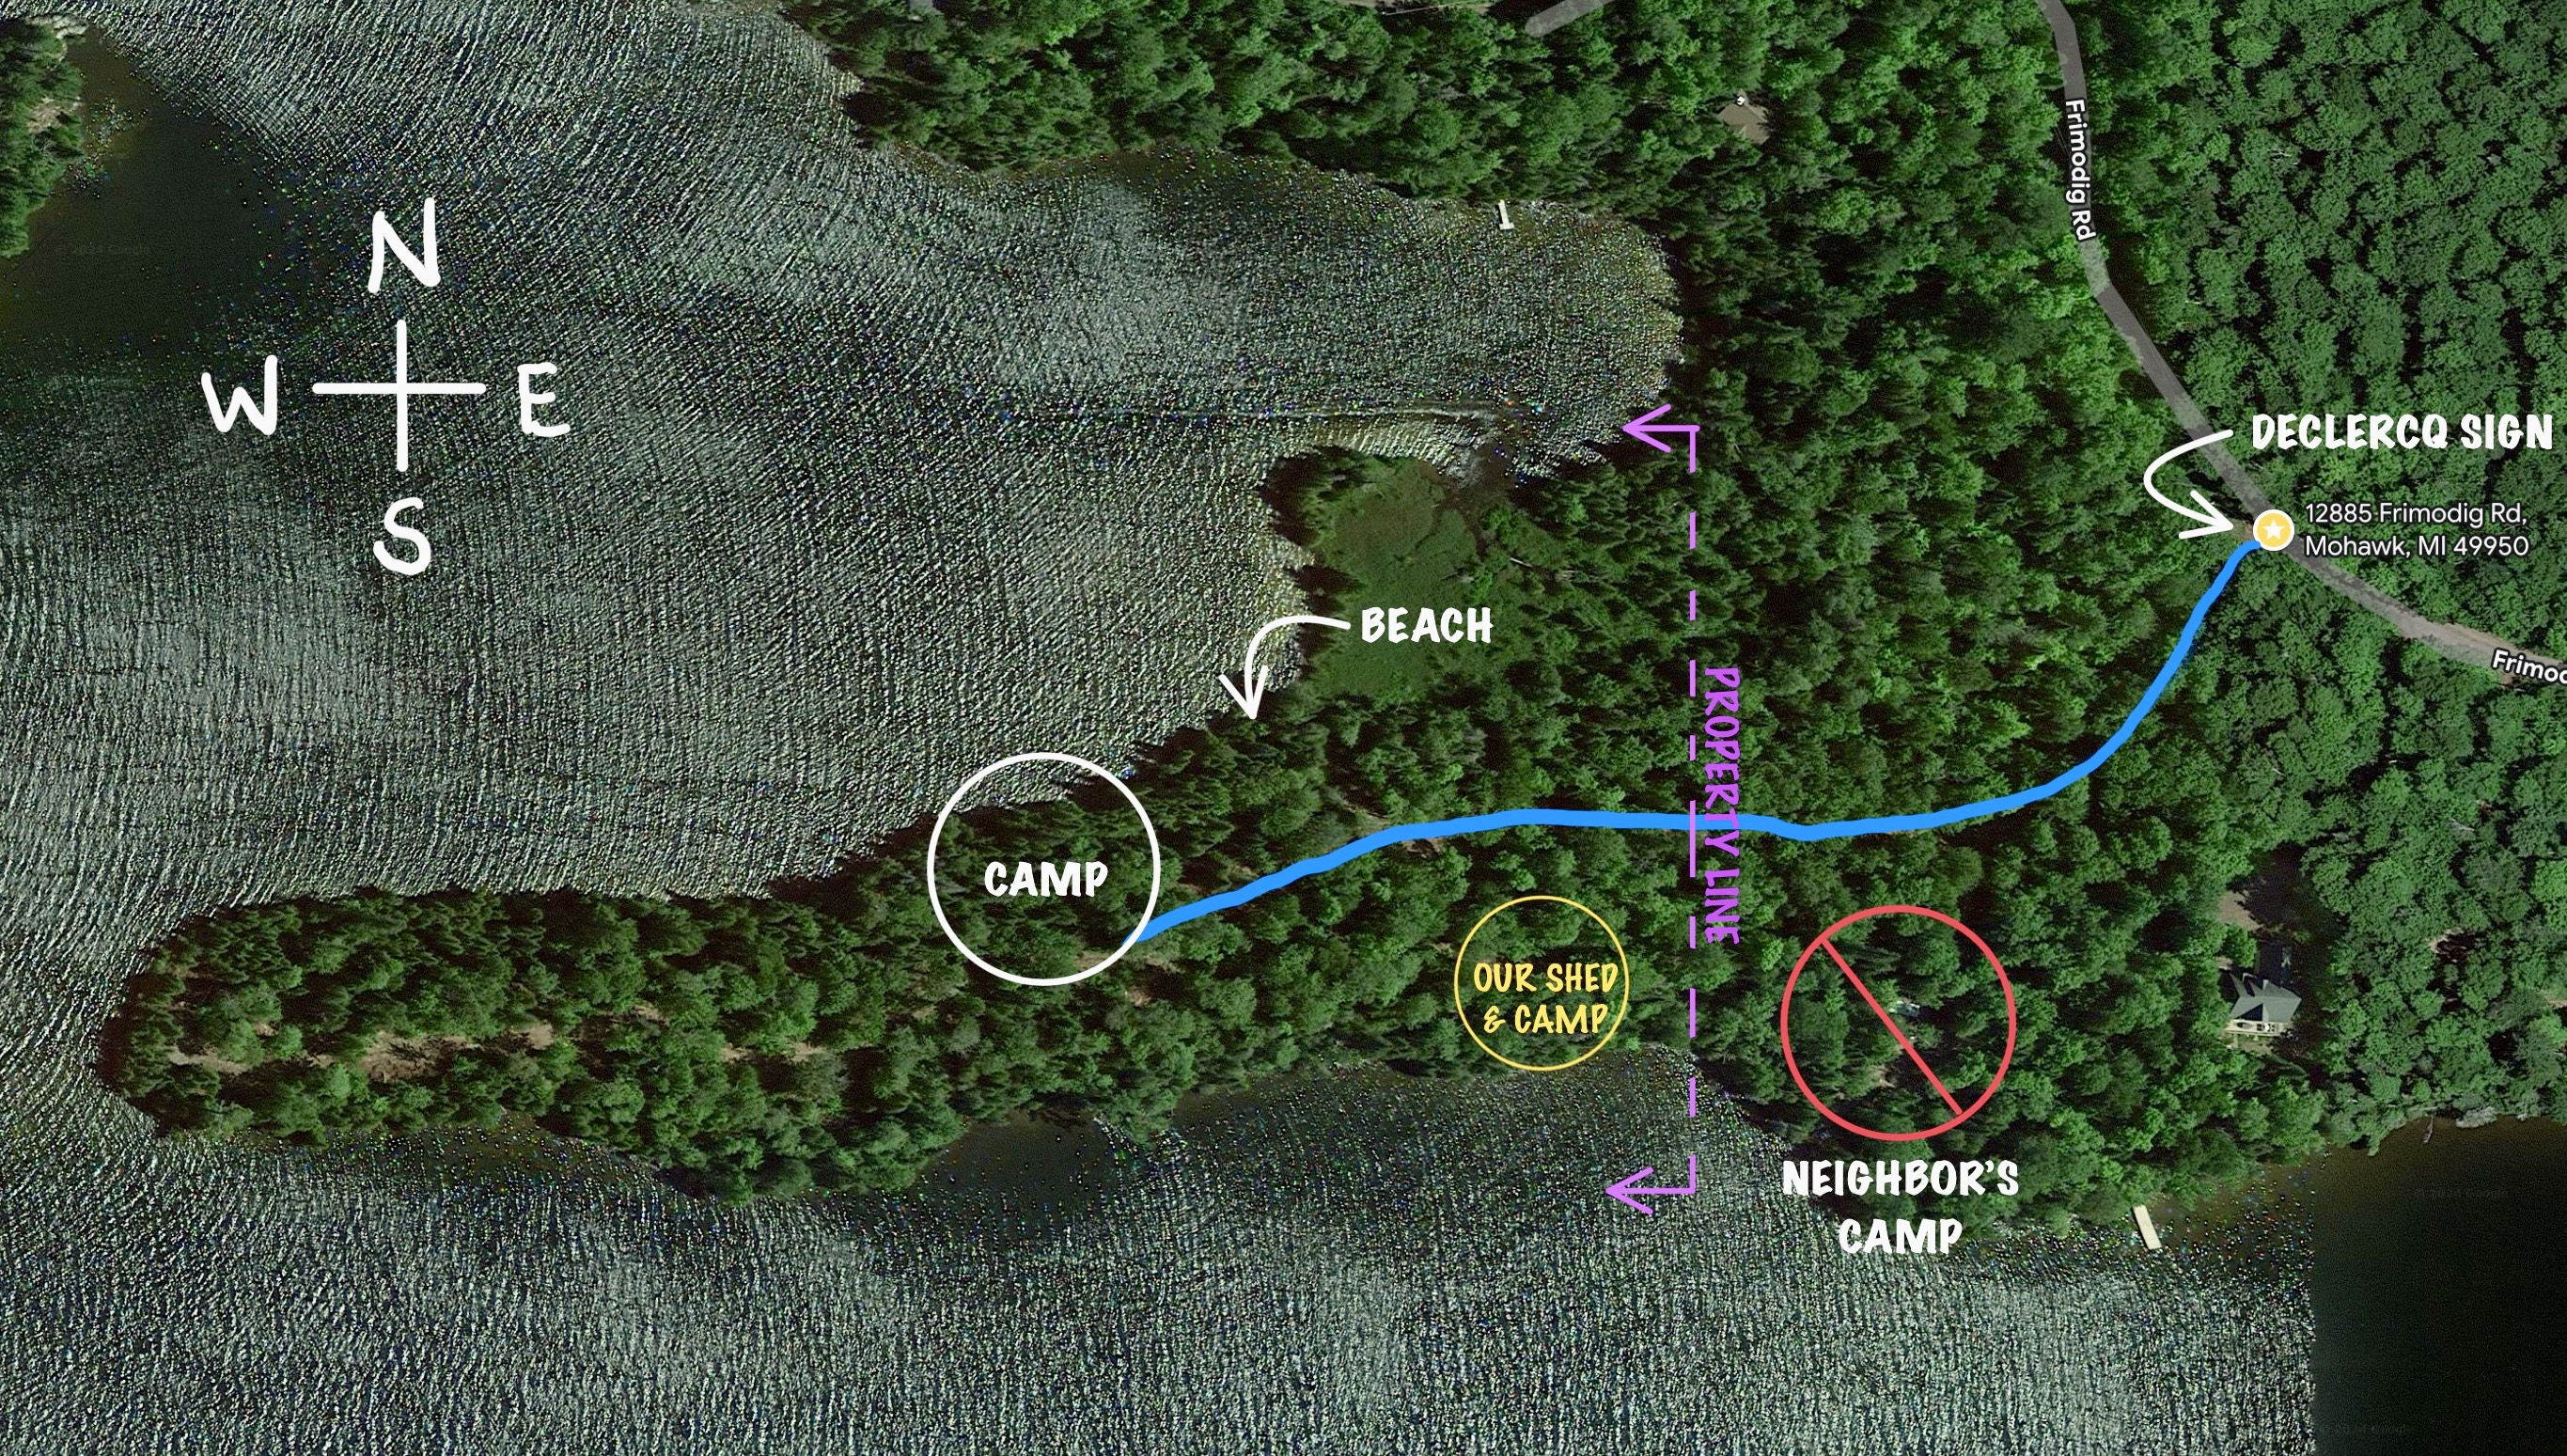 Frimodig Rd
N
W
E
S
DECLERCQ SIGN
12885 Frimodig Rd,
Mohawk, MI 49950
BEACH
Frimod
PROPERTY LINE
CAMP
OUR SHED
& CAMP
NEIGHBOR'S
CAMP